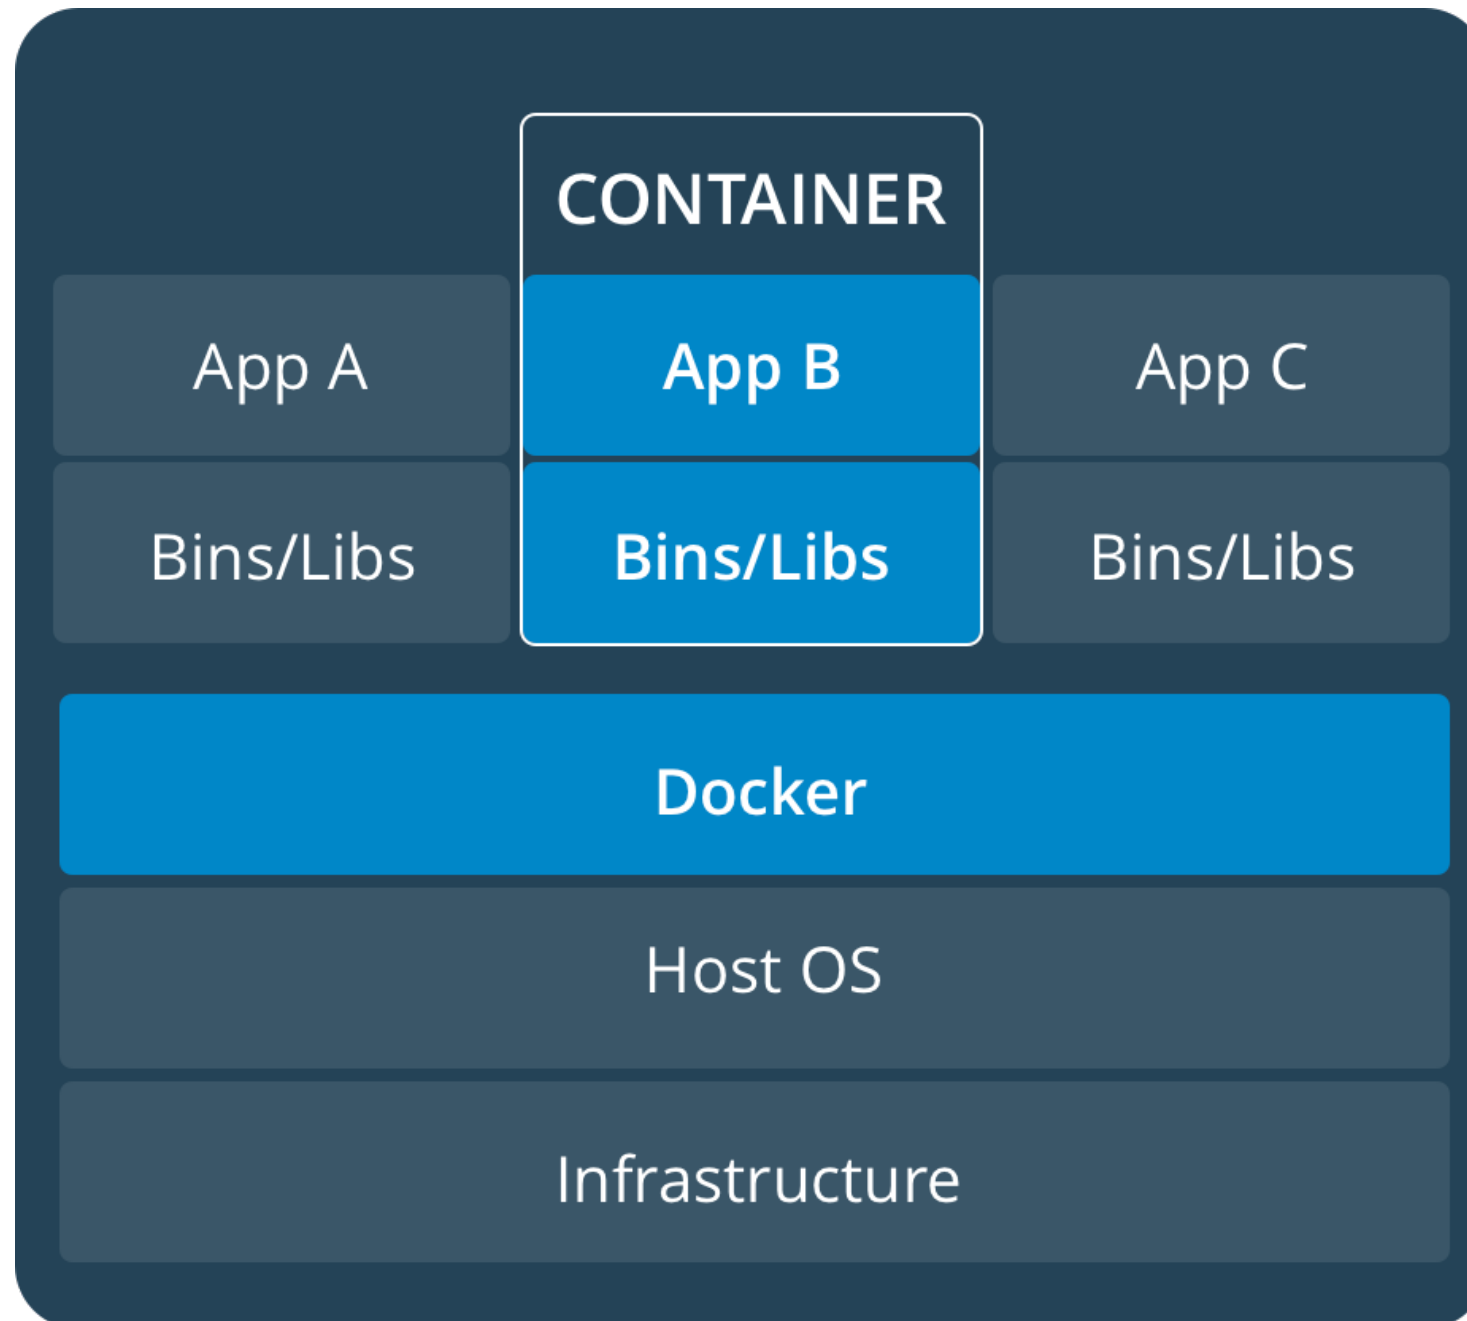 CONTAINER
App A
App B
App C
Bins/Libs
Bins/Libs
Bins/Libs
Docker
Host OS
Infrastructure